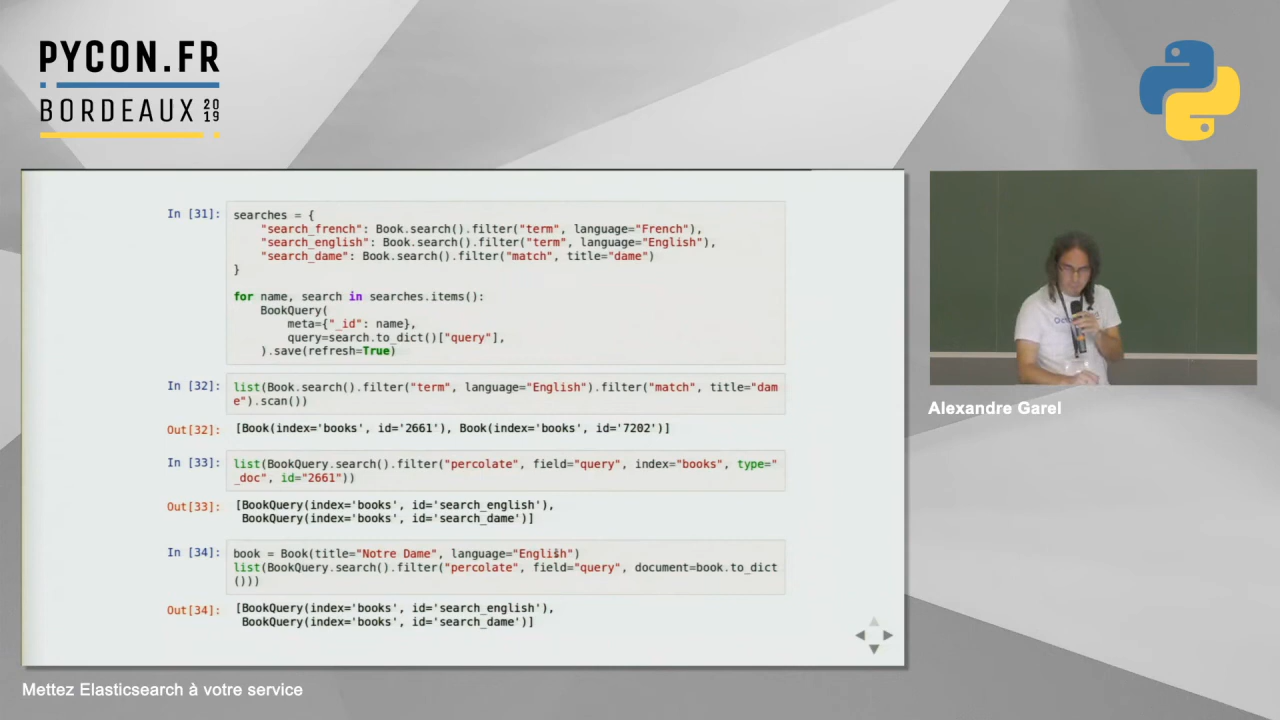 PYCON.FR
BORDEAUX 2019
In [31]: searches = {
"search_french": Book.search().filter("term", language="French"),
"search_english": Book.search().filter("term", language="English"),
"search_dame": Book.search().filter("match", title="dame")
}
for name, search in searches.items():
BookQuery(
meta={"_id": name},
query=search.to_dict()["query"],
).save(refresh=True)
In [32]: list(Book.search().filter("term", language="English").filter("match", title="dam
e").scan())
Out[32]: [Book(index='books', id='2661'), Book(index='books', id='7202')]
In [33]: list(BookQuery.search().filter("percolate", field="query", index="books", type="
_doc", id="2661"))
Out[33]: [BookQuery(index='books', id='search_english'),
BookQuery(index='books', id='search_dame')]
In [34]: book = Book(title="Notre Dame", language="English")
list(BookQuery.search().filter("percolate", field="query", document=book.to_dict
()))
Out[34]: [BookQuery(index='books', id='search_english'),
BookQuery(index='books', id='search_dame')]
Alexandre Garel
Mettez Elasticsearch à votre service